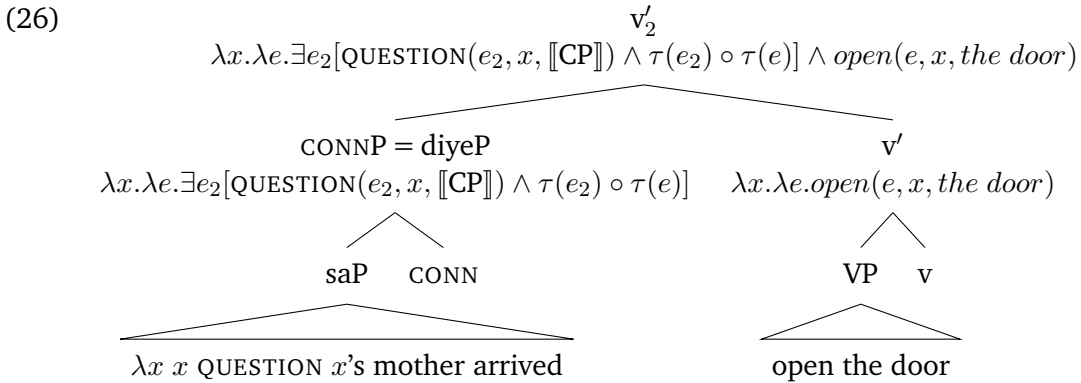 (26)
v′₂
λx.λe.∃e₂[QUESTION(e₂, x, ⟦CP⟧) ∧ τ(e₂) ∘ τ(e)] ∧ open(e, x, the door)
CONNP = diyeP v′
λx.λe.∃e₂[QUESTION(e₂, x, ⟦CP⟧) ∧ τ(e₂) ∘ τ(e)] λx.λe.open(e, x, the door)
saP CONN VP v
λx x QUESTION x's mother arrived open the door